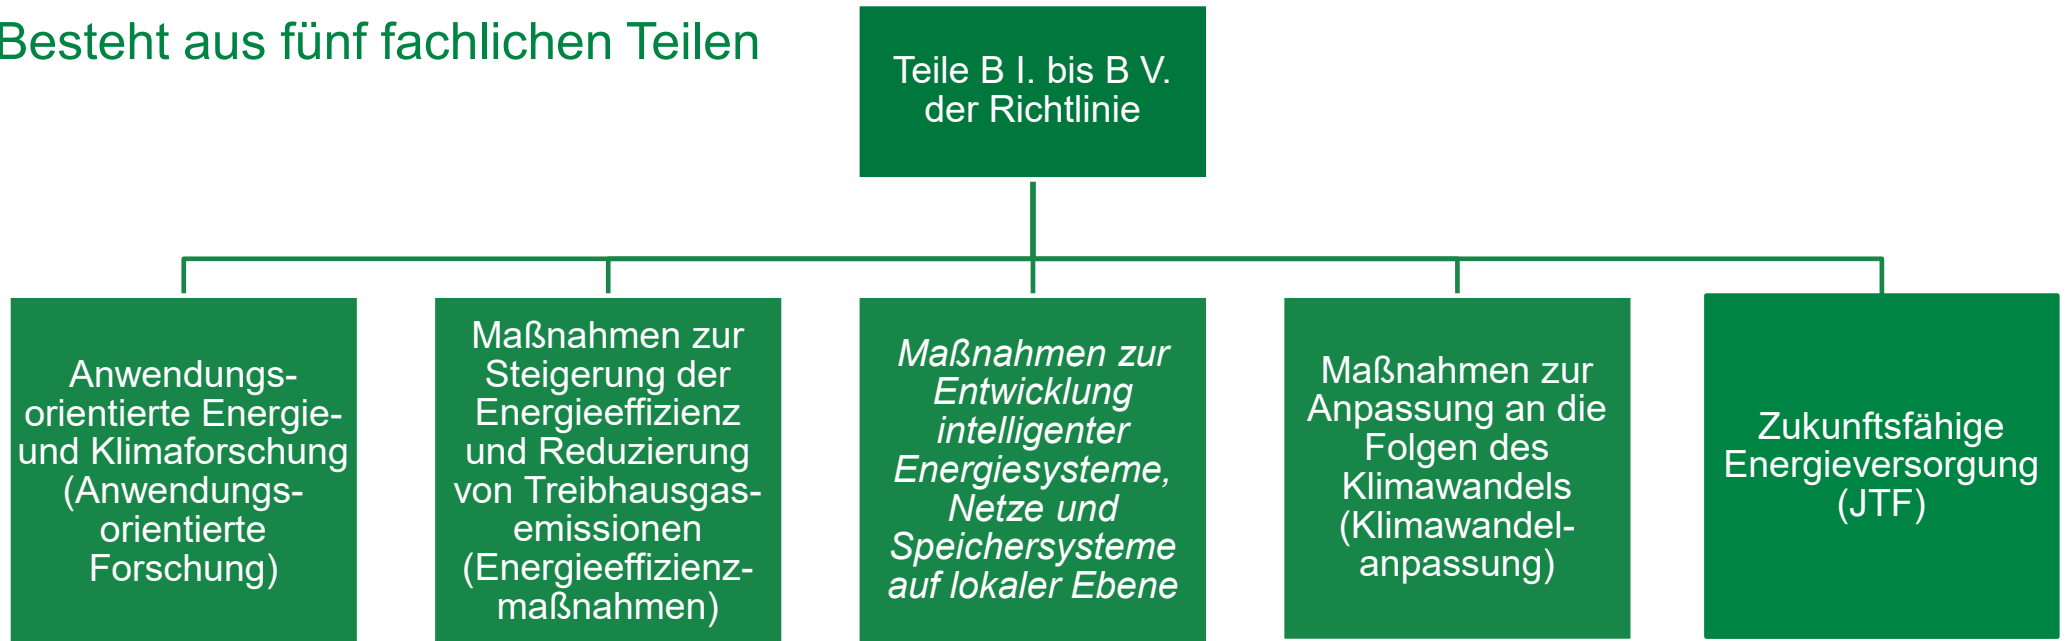 Besteht aus fünf fachlichen Teilen
Teile B I. bis B V.
der Richtlinie
Anwendungs-
orientierte Energie-
und Klimaforschung
(Anwendungs-
orientierte
Forschung)
Maßnahmen zur
Steigerung der
Energieeffizienz
und Reduzierung
von Treibhausgas-
emissionen
(Energieeffizienz-
maßnahmen)
Maßnahmen zur
Entwicklung
intelligenter
Energiesysteme,
Netze und
Speichersysteme
auf lokaler Ebene
Maßnahmen zur
Anpassung an die
Folgen des
Klimawandels
(Klimawandel-
anpassung)
Zukunftsfähige
Energieversorgung
(JTF)